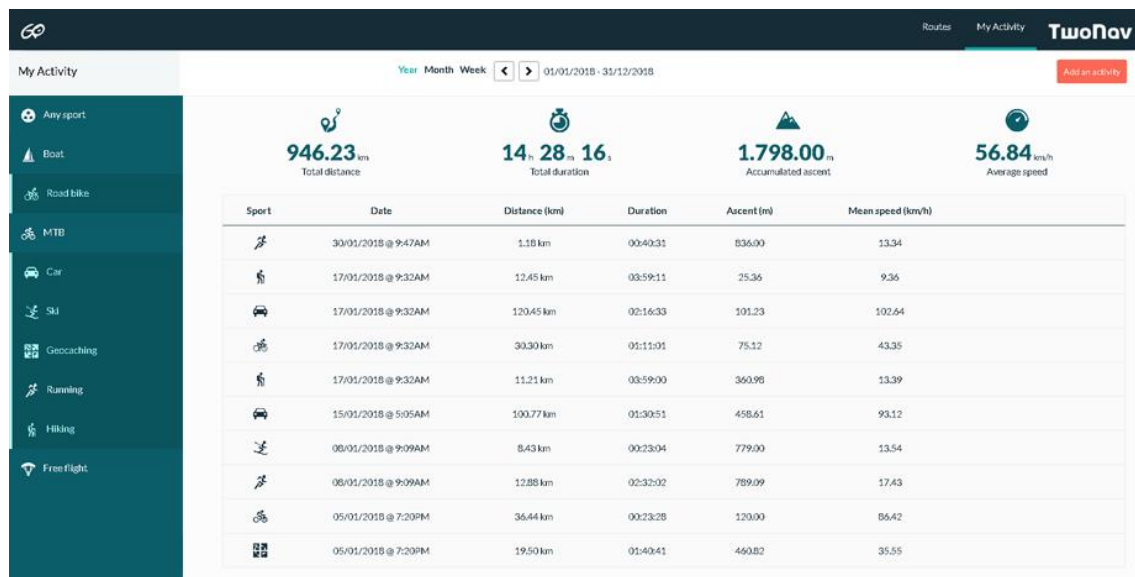 GO
Routes My Activity TwoNav
My Activity
Year Month Week 01/01/2018 - 31/12/2018
Add an activity
Any sport
Boat
Road bike
MTB
Car
Ski
Geocaching
Running
Hiking
Free flight
946.23 km 14 h 28 m 16 s 1.798.00 m 56.84 km/h
Total distance Total duration Accumulated ascent Average speed
Sport Date Distance (km) Duration Ascent (m) Mean speed (km/h)
30/01/2018 @ 9:47AM 1.18 km 00:40:31 836.00 13.34
17/01/2018 @ 9:32AM 12.45 km 03:59:11 25.36 9.36
17/01/2018 @ 9:32AM 120.45 km 02:16:33 101.23 102.64
17/01/2018 @ 9:32AM 30.30 km 01:11:01 75.12 43.35
17/01/2018 @ 9:32AM 11.21 km 03:59:00 360.98 13.39
15/01/2018 @ 5:05AM 100.77 km 01:30:51 458.61 93.12
08/01/2018 @ 9:09AM 8.43 km 00:23:04 779.00 13.54
08/01/2018 @ 9:09AM 12.88 km 02:32:02 789.09 17.43
05/01/2018 @ 7:20PM 36.44 km 00:23:28 120.00 86.42
05/01/2018 @ 7:20PM 19.50 km 01:40:41 460.82 35.55